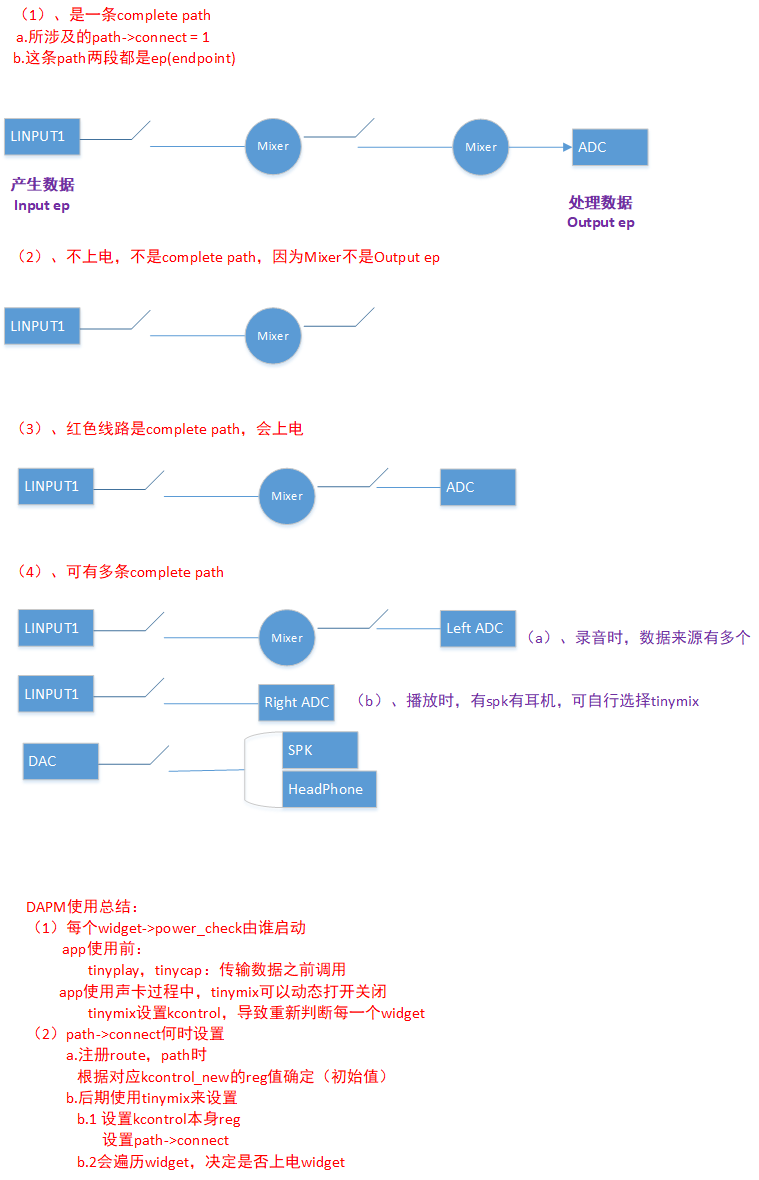 （1）、是一条complete path
a.所涉及的path->connect = 1
b.这条path两段都是ep(endpoint)
LINPUT1
Mixer
Mixer
ADC
产生数据
Input ep
处理数据
Output ep
（2）、不上电，不是complete path，因为Mixer不是Output ep
LINPUT1
Mixer
（3）、红色线路是complete path，会上电
LINPUT1
Mixer
ADC
（4）、可有多条complete path
LINPUT1
Mixer
Left ADC
（a）、录音时，数据来源有多个
LINPUT1
Right ADC
（b）、播放时，有spk有耳机，可自行选择tinymix
DAC
SPK
HeadPhone
DAPM使用总结：
（1）每个widget->power_check由谁启动
app使用前：
tinyplay，tinycap：传输数据之前调用
app使用声卡过程中，tinymix可以动态打开关闭
tinymix设置kcontrol，导致重新判断每一个widget
（2）path->connect何时设置
a.注册route，path时
根据对应kcontrol_new的reg值确定（初始值）
b.后期使用tinymix来设置
b.1 设置kcontrol本身reg
设置path->connect
b.2会遍历widget，决定是否上电widget